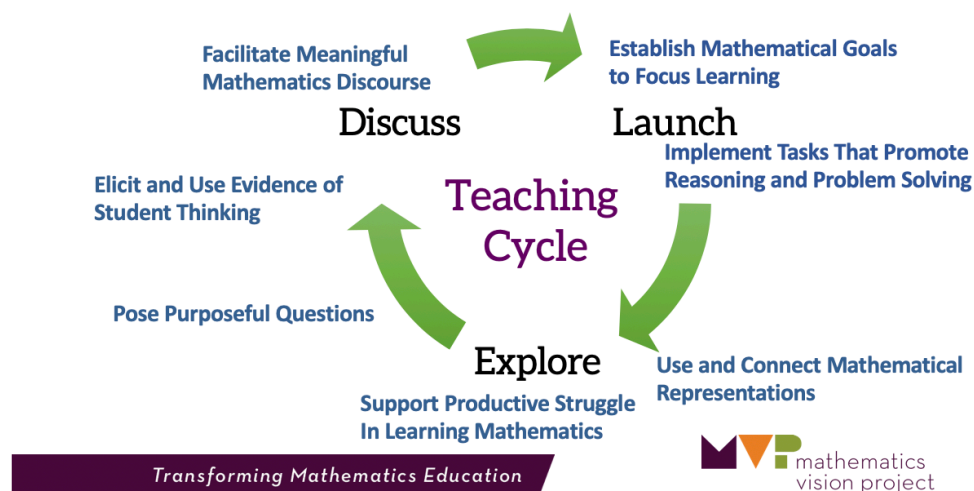 Facilitate Meaningful
Mathematics Discourse
Establish Mathematical Goals
to Focus Learning
Discuss
Launch
Implement Tasks That Promote
Reasoning and Problem Solving
Elicit and Use Evidence of
Student Thinking
Teaching
Cycle
Pose Purposeful Questions
Explore
Use and Connect Mathematical
Representations
Support Productive Struggle
In Learning Mathematics
Transforming Mathematics Education
MVP
mathematics
vision project